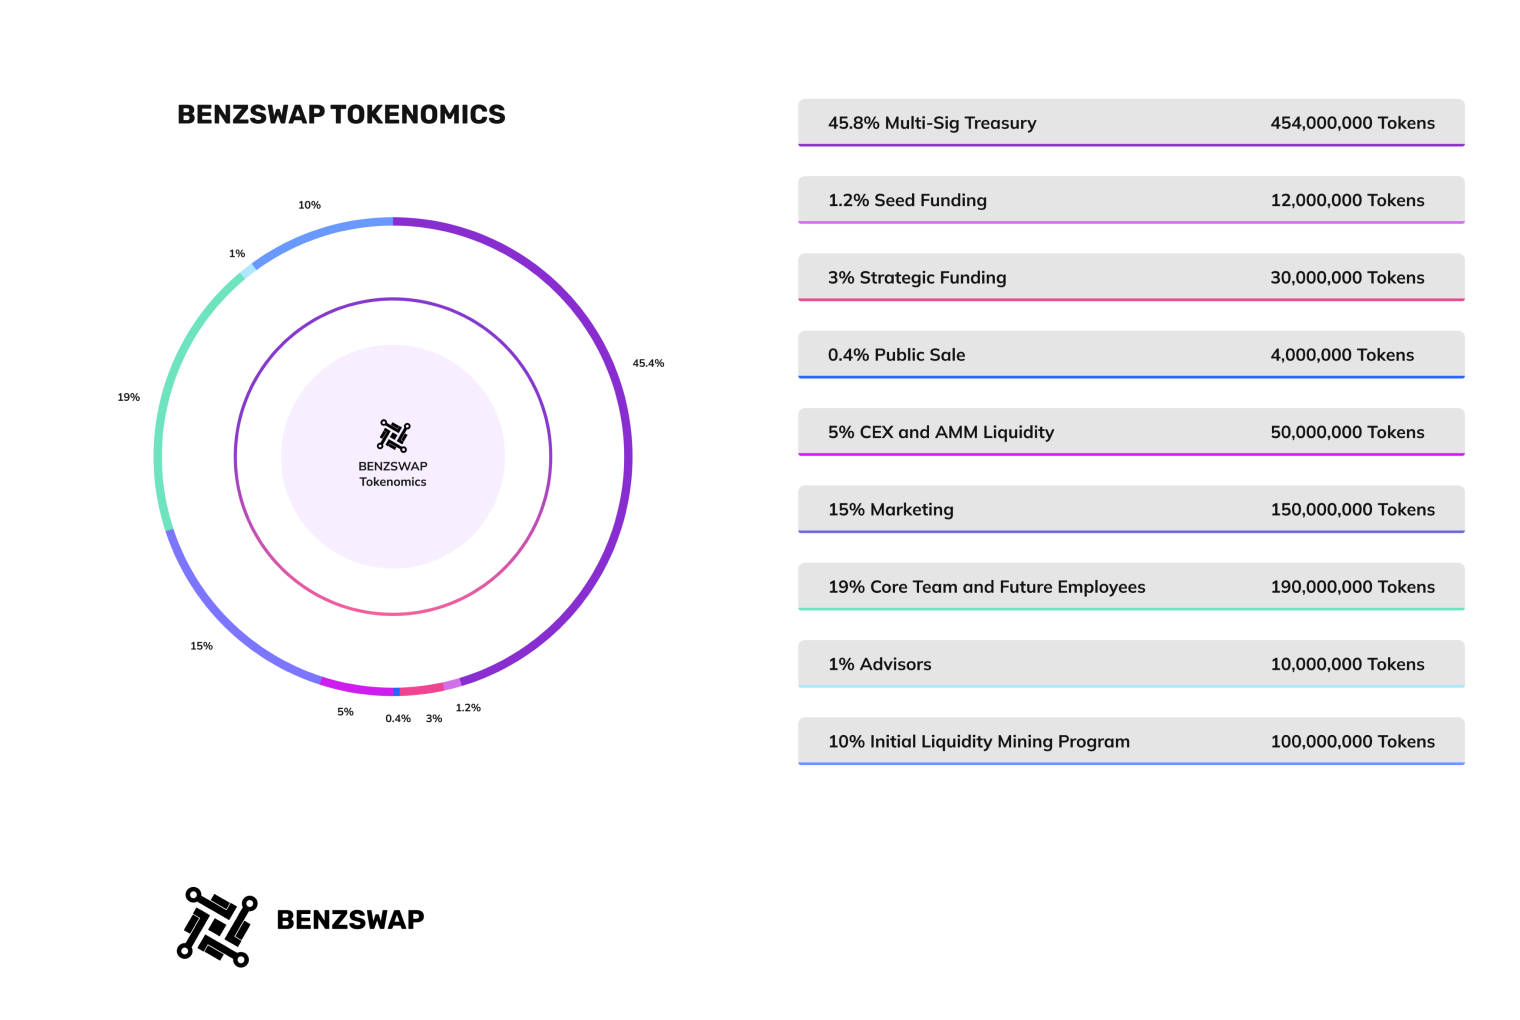 BENZSWAP TOKENOMICS
10%
1%
45.4%
19%
BENZSWAP
Tokenomics
15%
5%
0.4%
3%
1.2%
45.8% Multi-Sig Treasury 454,000,000 Tokens
1.2% Seed Funding 12,000,000 Tokens
3% Strategic Funding 30,000,000 Tokens
0.4% Public Sale 4,000,000 Tokens
5% CEX and AMM Liquidity 50,000,000 Tokens
15% Marketing 150,000,000 Tokens
19% Core Team and Future Employees 190,000,000 Tokens
1% Advisors 10,000,000 Tokens
10% Initial Liquidity Mining Program 100,000,000 Tokens
BENZSWAP